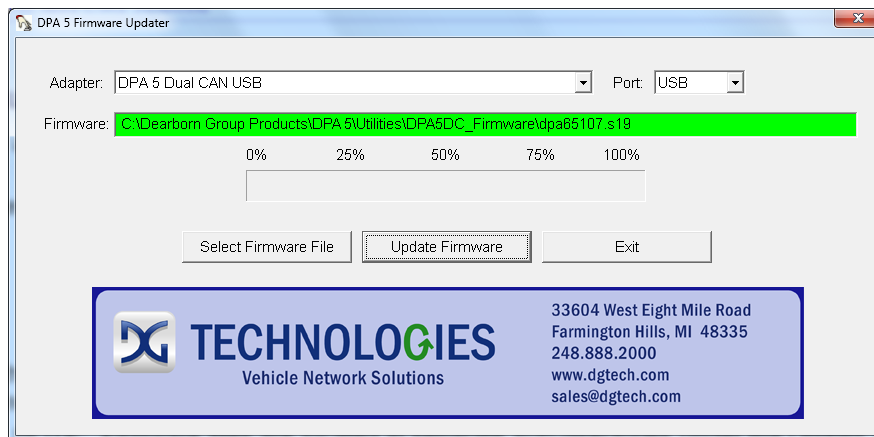 DPA 5 Firmware Updater
Adapter: DPA 5 Dual CAN USB Port: USB
Firmware: C:\Dearborn Group Products\DPA 5\Utilities\DPA5DC_Firmware\dpa65107.s19
0% 25% 50% 75% 100%
Select Firmware File Update Firmware Exit
DG TECHNOLOGIES
Vehicle Network Solutions
33604 West Eight Mile Road
Farmington Hills, MI 48335
248.888.2000
www.dgtech.com
sales@dgtech.com